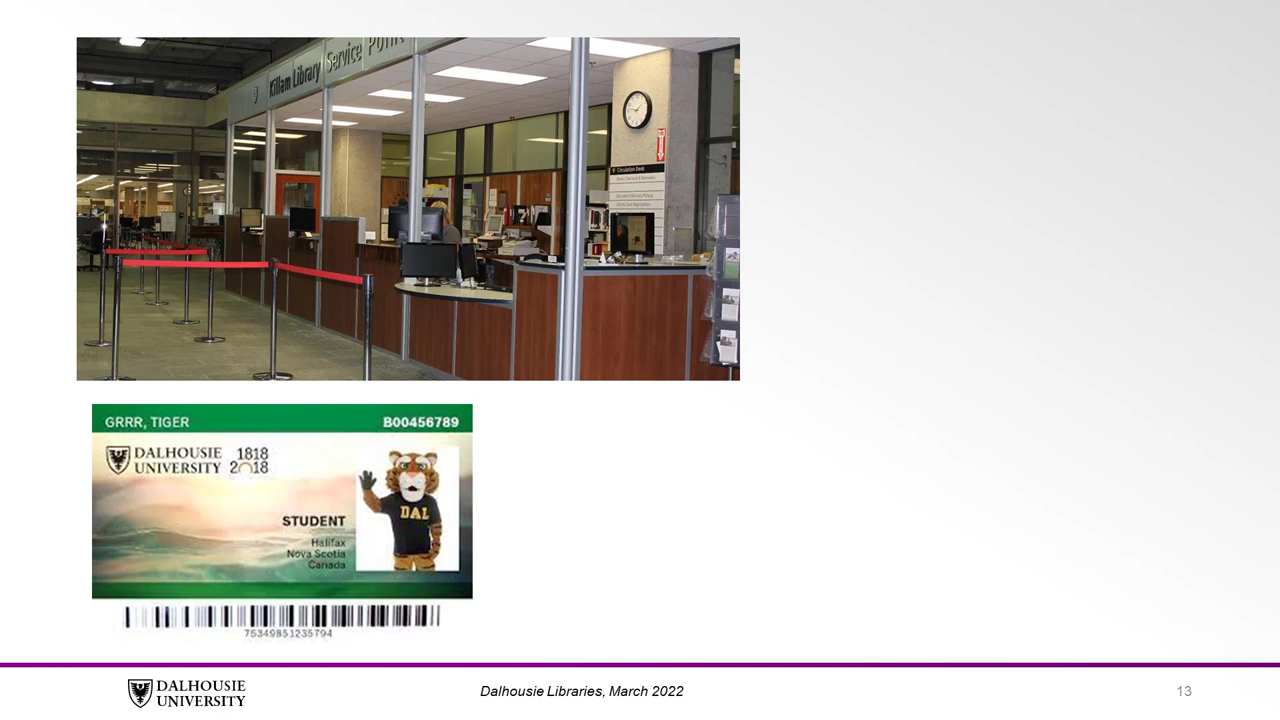 Killam Library Service Point
Circulation Desk
GRRR, TIGER
B00456789
DALHOUSIE
UNIVERSITY
1818
2018
DAL
STUDENT
Halifax
Nova Scotia
Canada
75349851235794
DALHOUSIE
UNIVERSITY
Dalhousie Libraries, March 2022
13